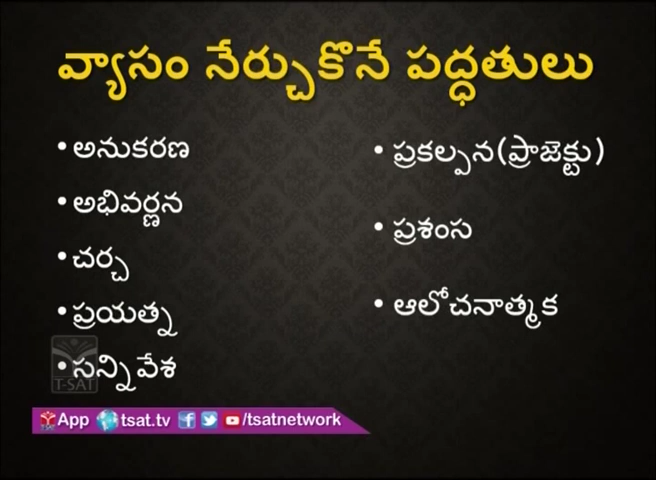 వ్యాసం నేర్చుకొనే పద్ధతులు
• అనుకరణ
• అభివర్ణన
• చర్చ
• ప్రయత్న
• సన్నివేశ
• ప్రకల్పన(ప్రాజెక్టు)
• ప్రశంస
• ఆలోచనాత్మక
T-SAT
App tsat.tv /tsatnetwork